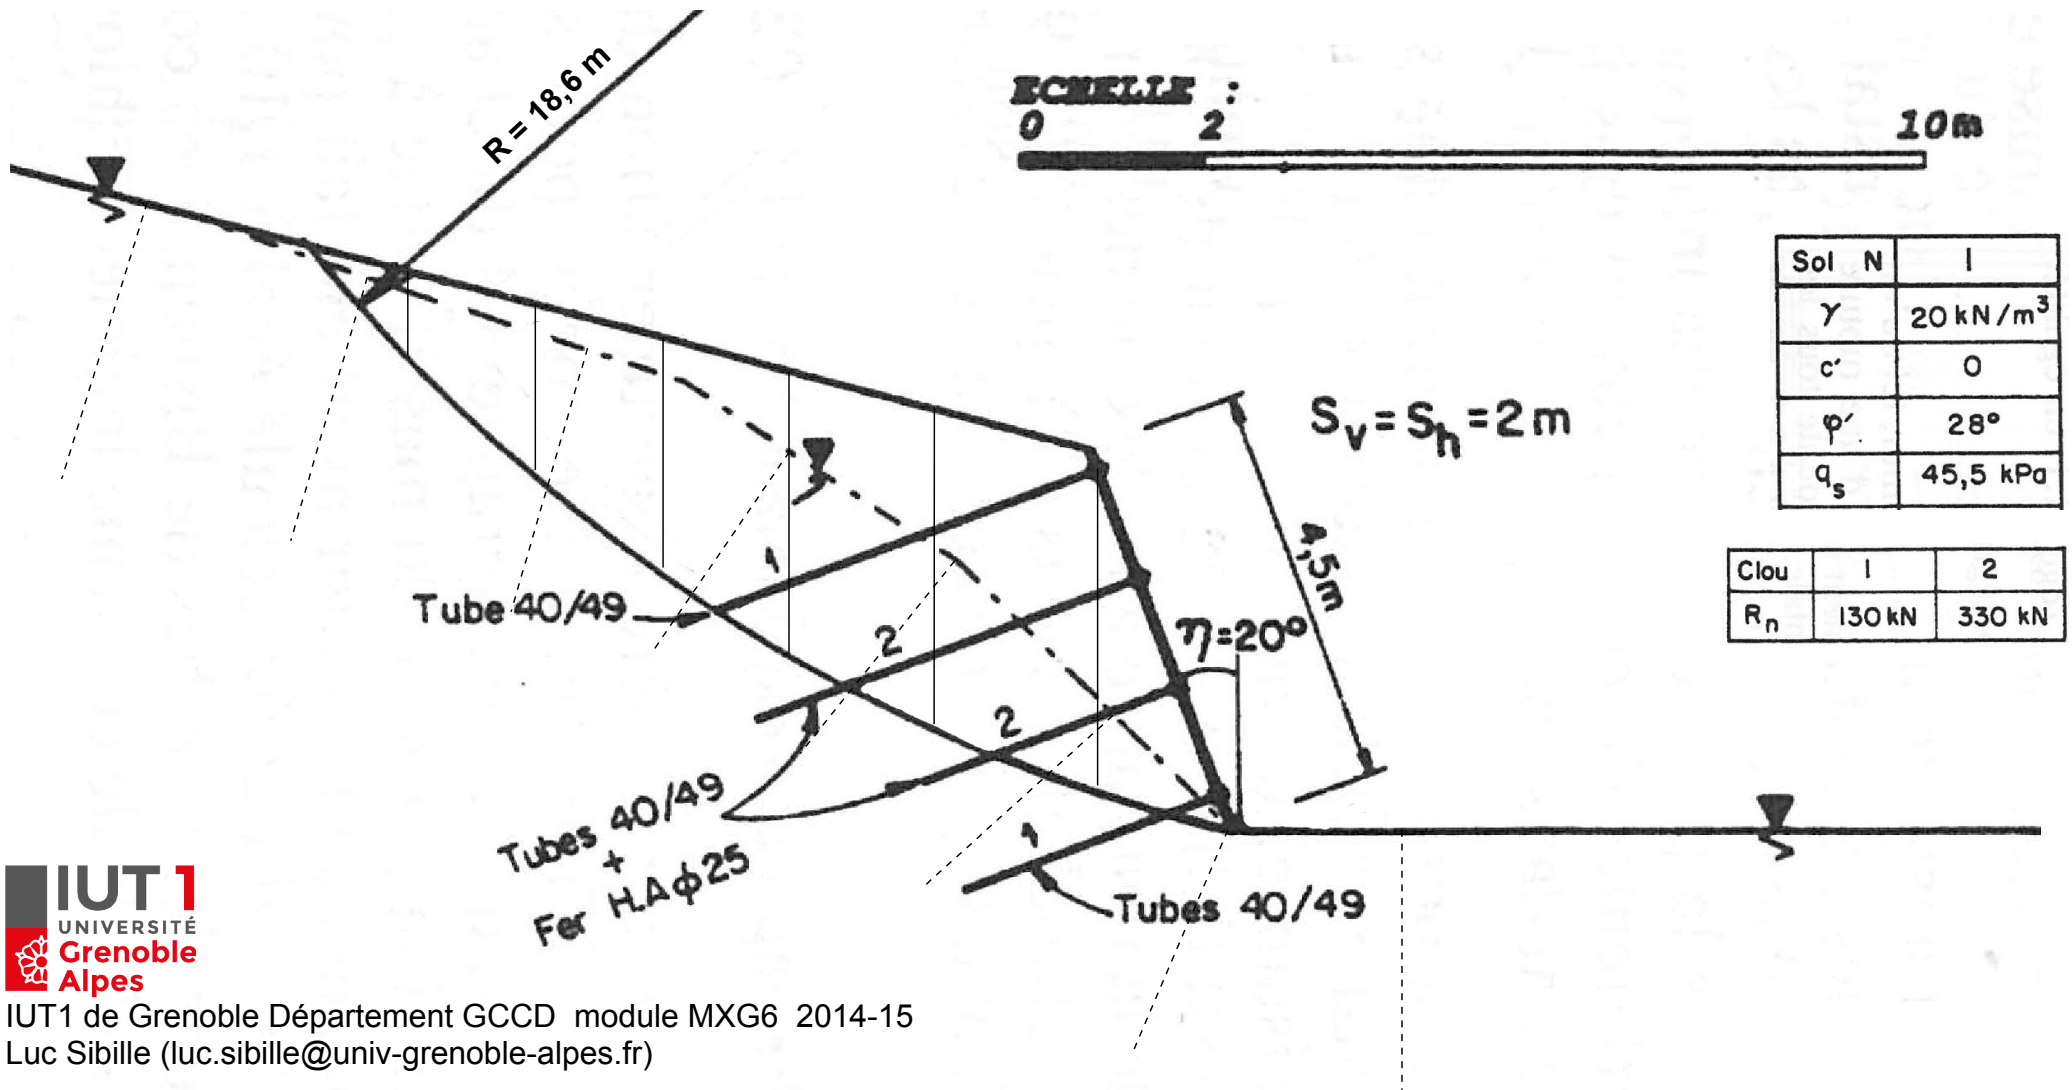 R = 18,6 m
ECHELLE :
0 2 10m
Sol N 1
γ 20 kN/m³
c′ 0
φ′ 28°
qs 45,5 kPa
Sv = Sh = 2 m
4,5m
Clou 1 2
Rn 130 kN 330 kN
η=20°
1
Tube 40/49
2
2
Tubes 40/49
+
Fer H.A φ 25
1
Tubes 40/49
IUT 1
UNIVERSITÉ
Grenoble
Alpes
IUT1 de Grenoble Département GCCD module MXG6 2014-15
Luc Sibille (luc.sibille@univ-grenoble-alpes.fr)